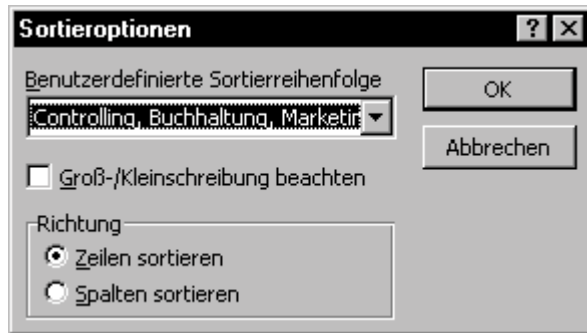 Sortieroptionen
Benutzerdefinierte Sortierreihenfolge
Controlling, Buchhaltung, Marketin
Groß-/Kleinschreibung beachten
Richtung
Zeilen sortieren
Spalten sortieren
OK
Abbrechen